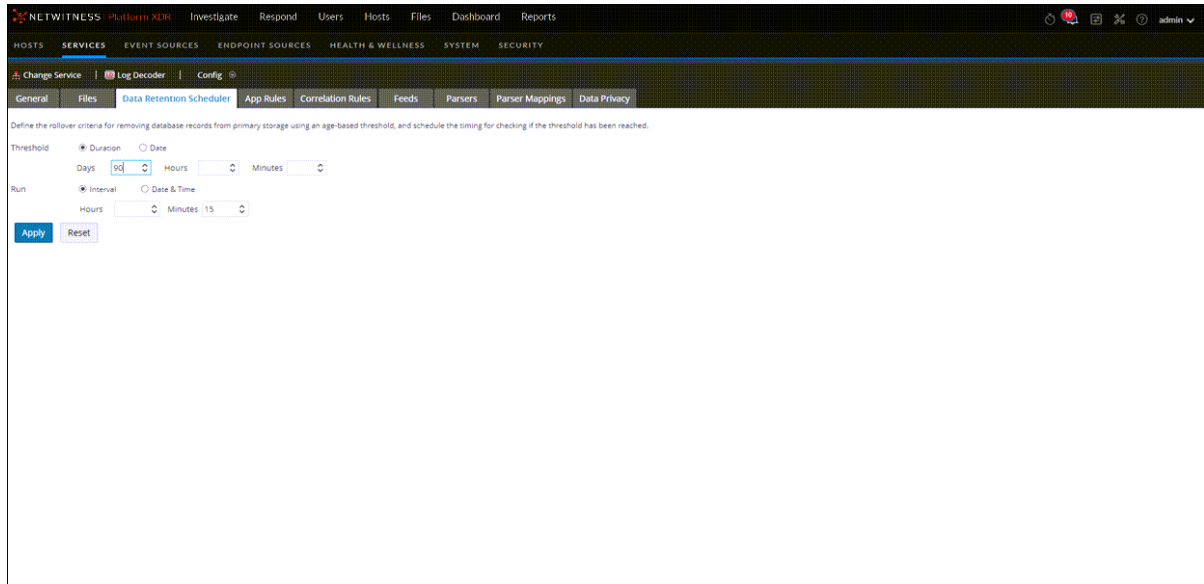 NETWITNESS Platform XDR Investigate Respond Users Hosts Files Dashboard Reports 10 admin
HOSTS SERVICES EVENT SOURCES ENDPOINT SOURCES HEALTH & WELLNESS SYSTEM SECURITY
Change Service | Log Decoder | Config
General Files Data Retention Scheduler App Rules Correlation Rules Feeds Parsers Parser Mappings Data Privacy
Define the rollover criteria for removing database records from primary storage using an age-based threshold, and schedule the timing for checking if the threshold has been reached.
Threshold Duration Date
Days 90 Hours Minutes
Run Interval Date & Time
Hours Minutes 15
Apply Reset